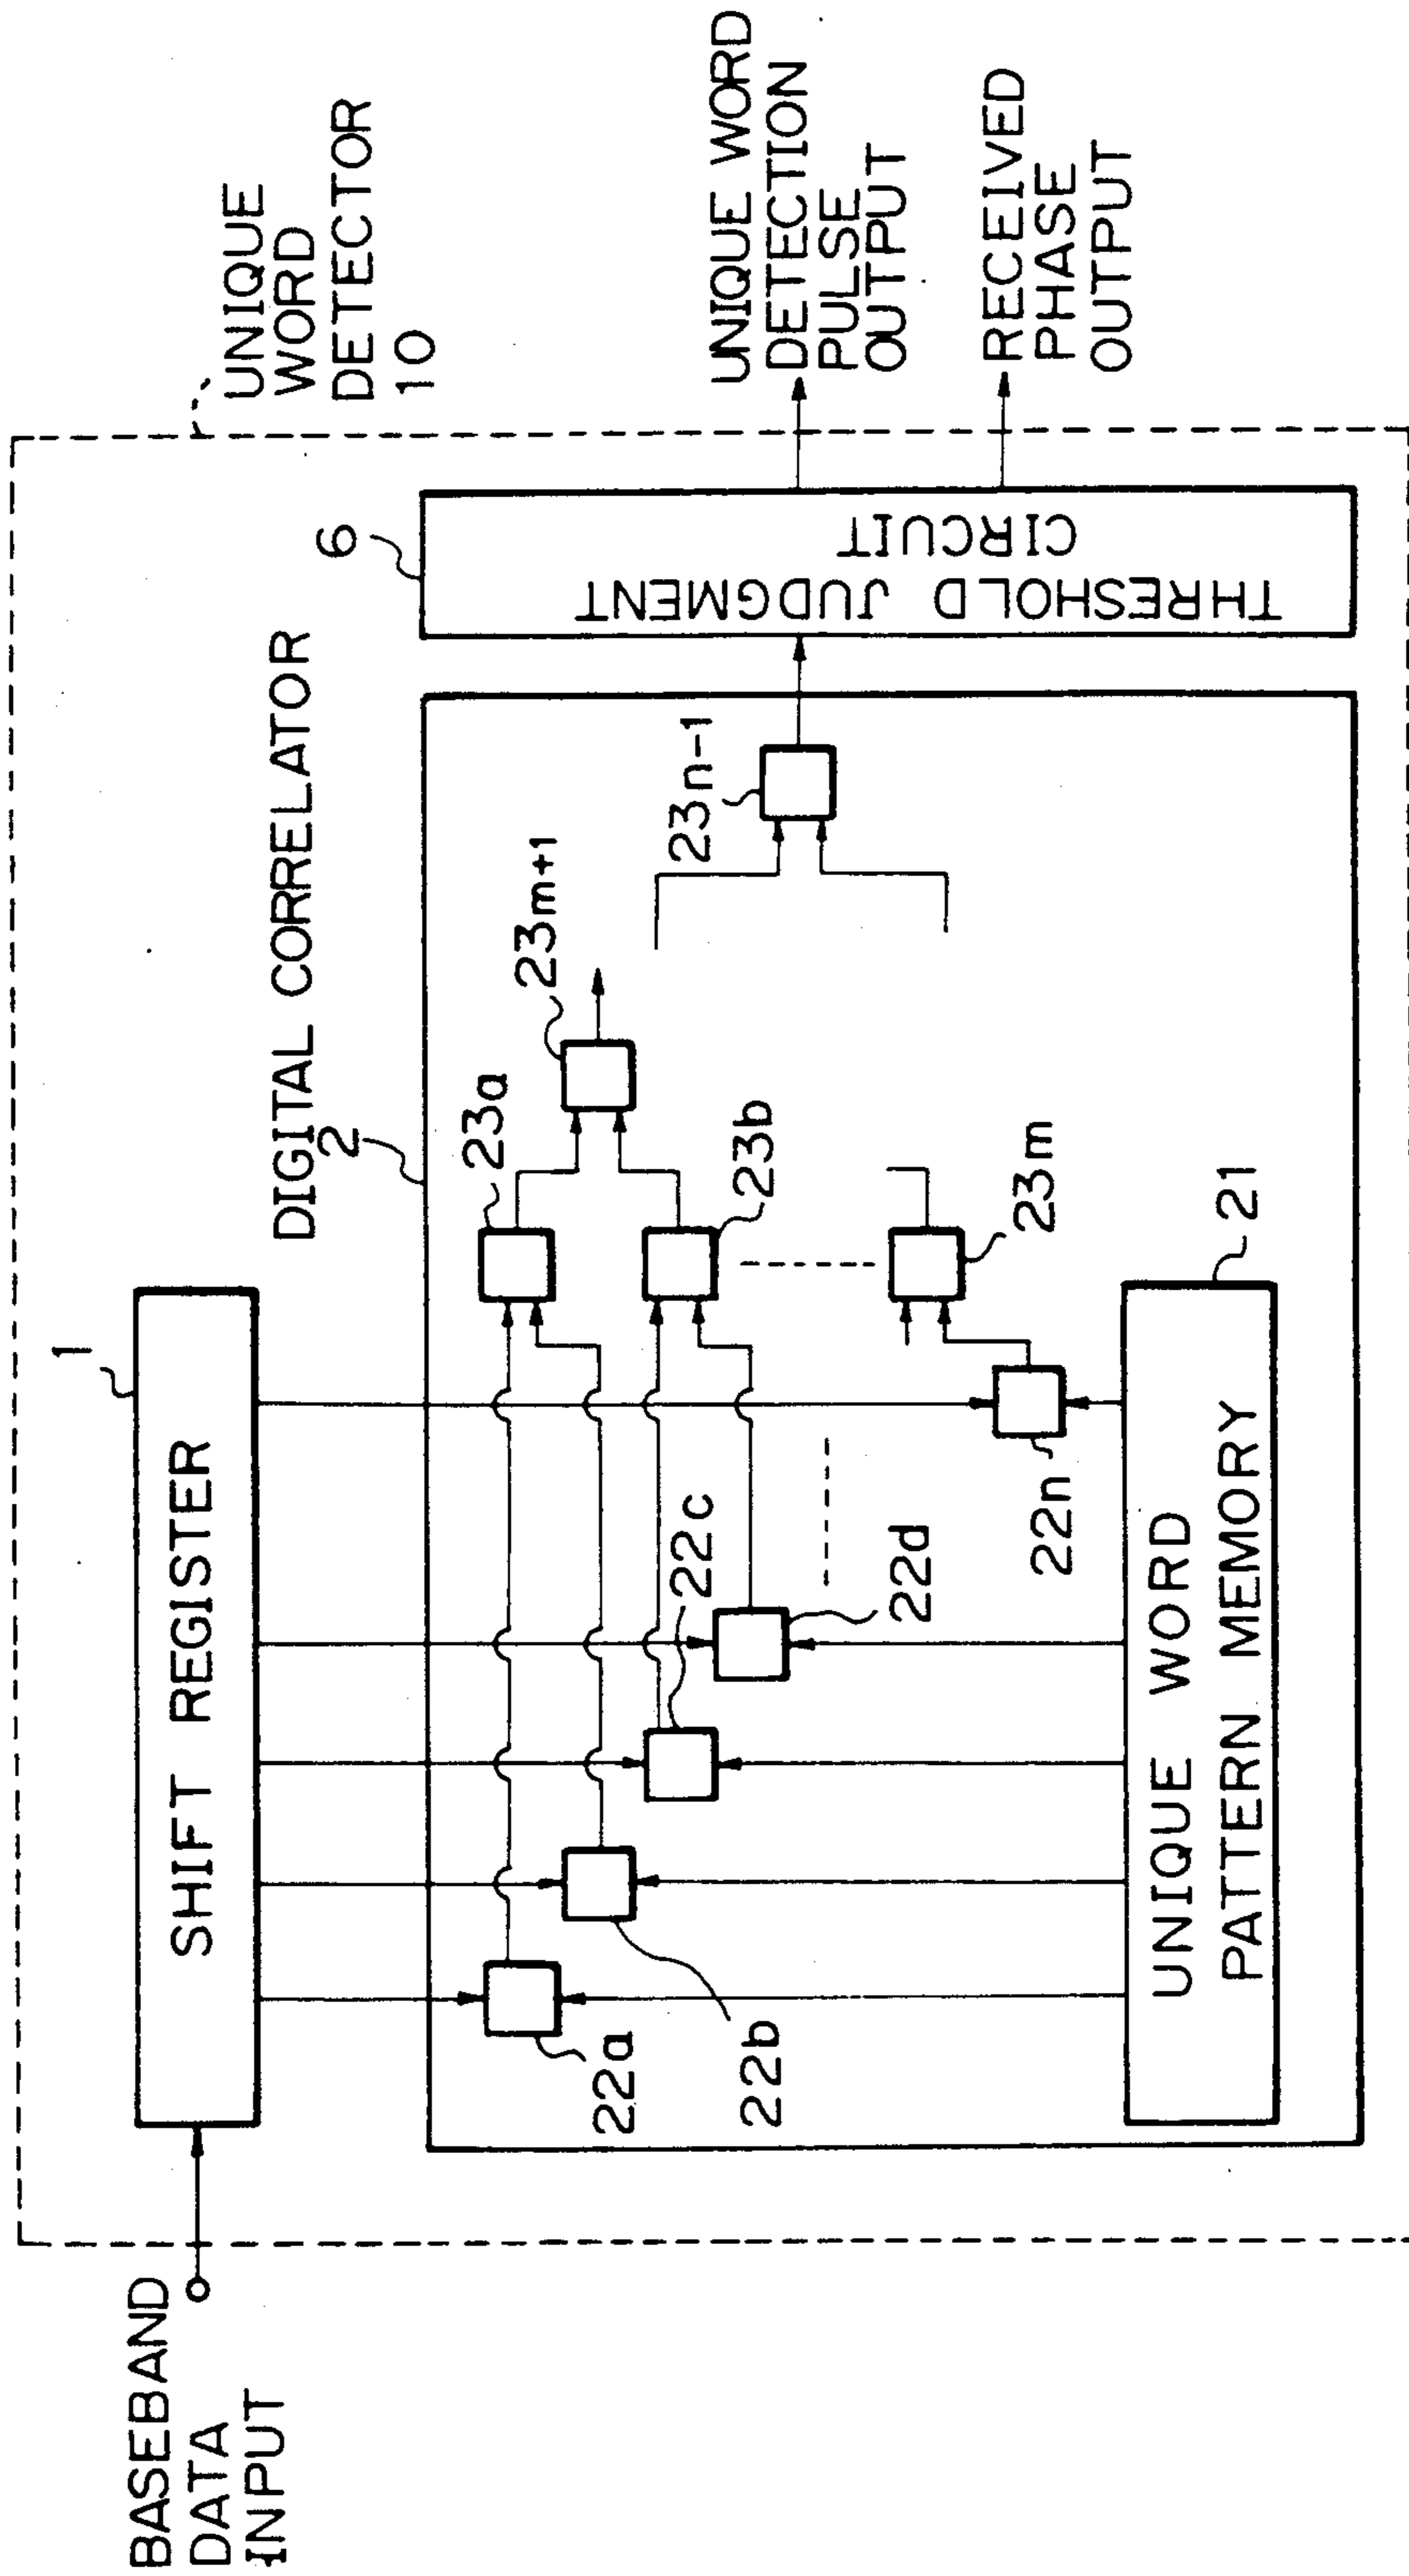 BASEBAND
DATA
INPUT
SHIFT REGISTER
1
UNIQUE
WORD
DETECTOR
10
DIGITAL CORRELATOR
2
6
22a
22b
22c
22d
22n
23a
23b
23m
23m+1
23n-1
21
UNIQUE WORD
PATTERN MEMORY
THRESHOLD JUDGMENT
CIRCUIT
UNIQUE WORD
DETECTION
PULSE
OUTPUT
RECEIVED
PHASE
OUTPUT